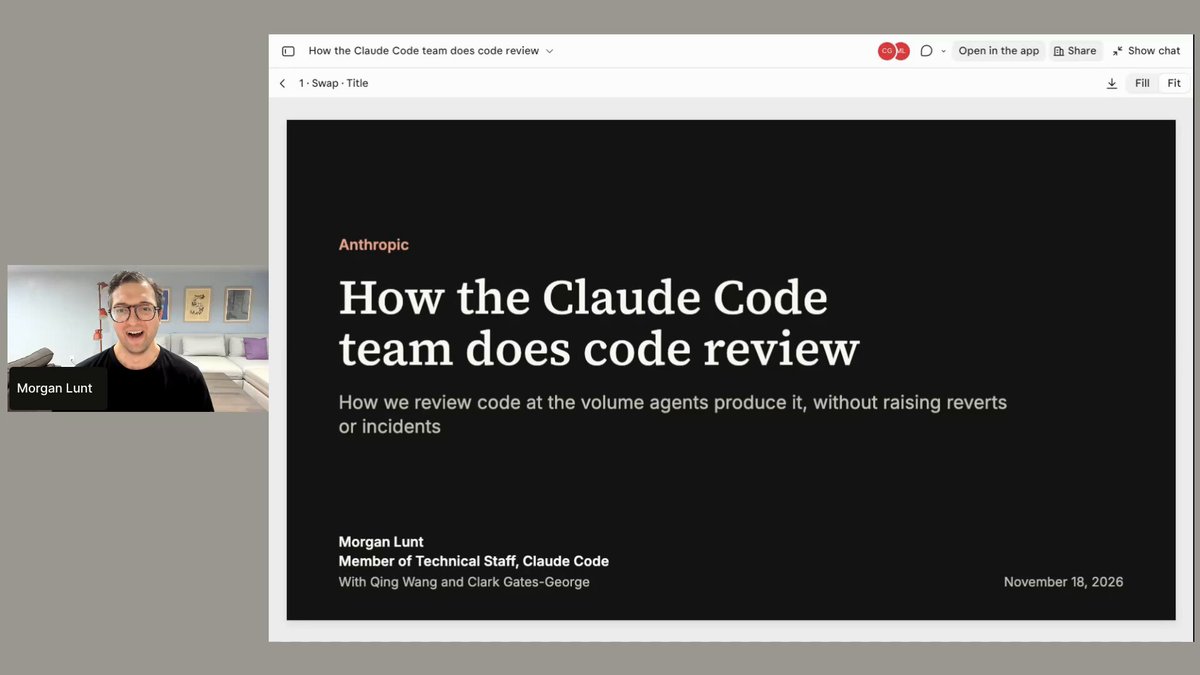 How the Claude Code team does code review
CG
ML
Open in the app
Share
Show chat
1 · Swap · Title
Fill
Fit
Anthropic
How the Claude Code
team does code review
How we review code at the volume agents produce it, without raising reverts
or incidents
Morgan Lunt
Morgan Lunt
Member of Technical Staff, Claude Code
With Qing Wang and Clark Gates-George
November 18, 2026